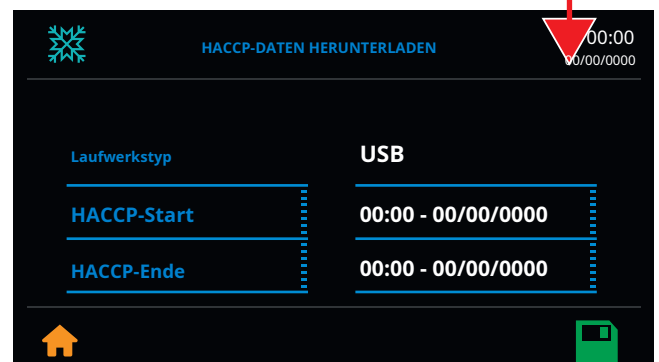 HACCP-DATEN HERUNTERLADEN
00:00
00/00/0000
Laufwerkstyp
USB
HACCP-Start
00:00 - 00/00/0000
HACCP-Ende
00:00 - 00/00/0000